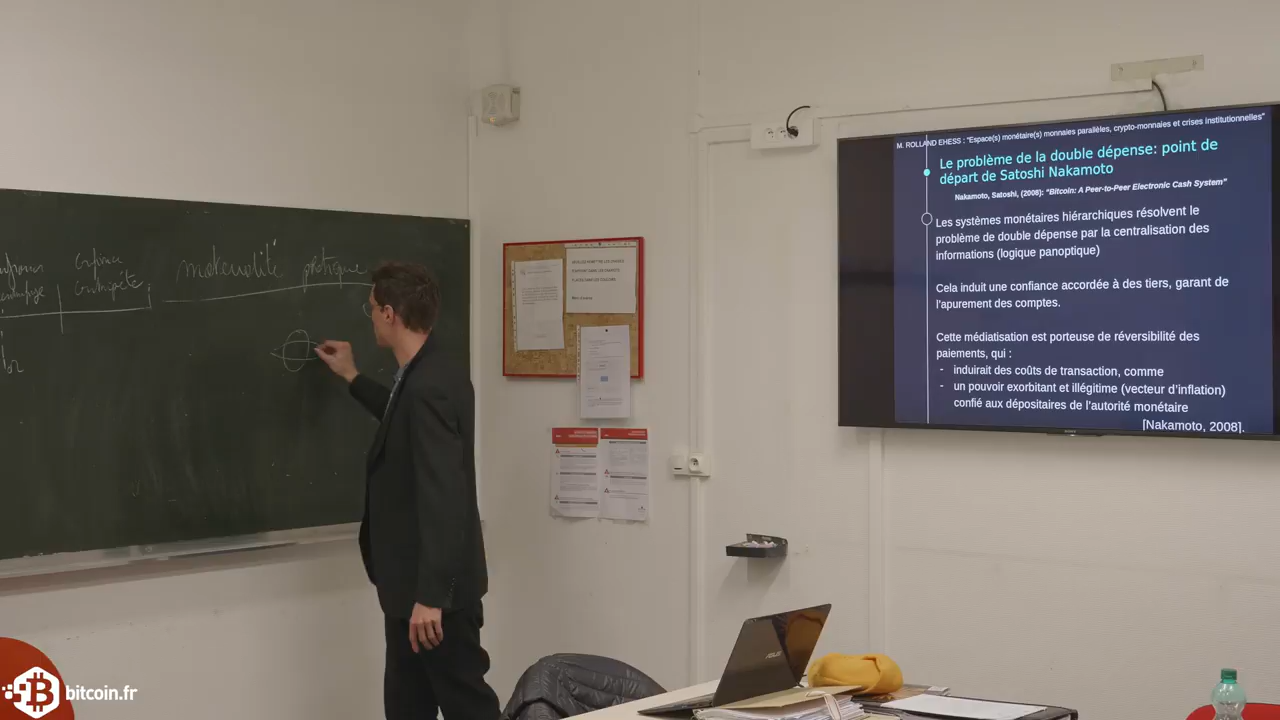 confiance
centripète
matérialité pratique
br
M. ROLLAND EHESS : "Espace(s) monétaire(s) monnaies parallèles, crypto-monnaies et crises institutionnelles"
Le problème de la double dépense: point de
départ de Satoshi Nakamoto
Nakamoto, Satoshi, (2008): "Bitcoin: A Peer-to-Peer Electronic Cash System"
Les systèmes monétaires hiérarchiques résolvent le
problème de double dépense par la centralisation des
informations (logique panoptique)
Cela induit une confiance accordée à des tiers, garant de
l'apurement des comptes.
Cette médiatisation est porteuse de réversibilité des
paiements, qui :
- induirait des coûts de transaction, comme
- un pouvoir exorbitant et illégitime (vecteur d'inflation)
confié aux dépositaires de l'autorité monétaire
[Nakamoto, 2008].
ASUS
bitcoin.fr